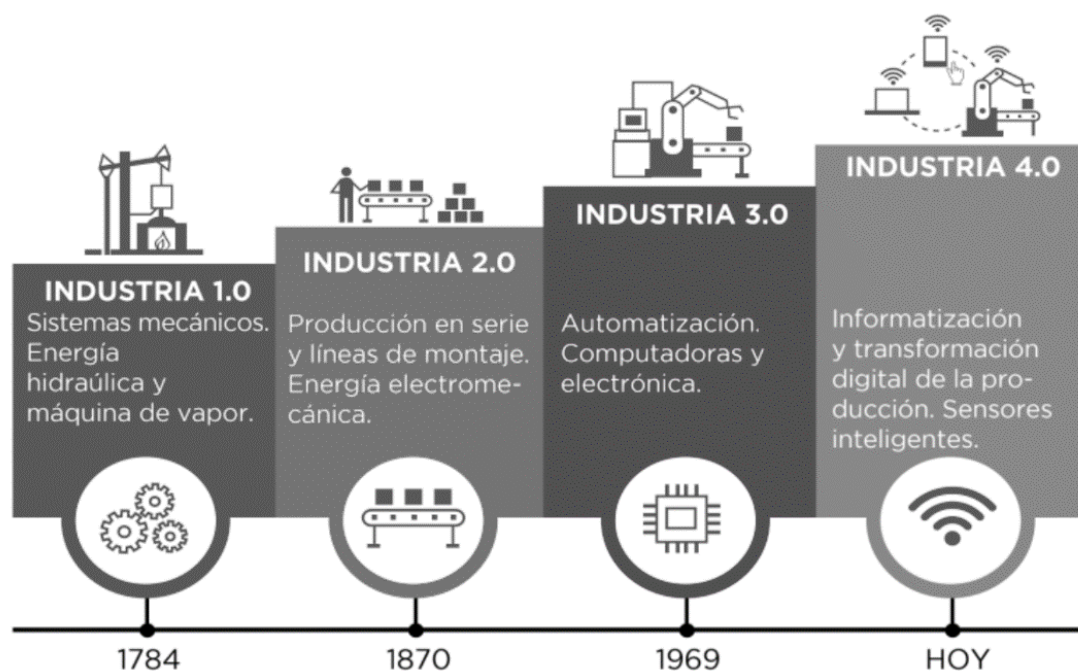 INDUSTRIA 1.0
Sistemas mecánicos.
Energía
hidraúlica y
máquina de vapor.
INDUSTRIA 2.0
Producción en serie
y líneas de montaje.
Energía electrome-
cánica.
INDUSTRIA 3.0
Automatización.
Computadoras y
electrónica.
INDUSTRIA 4.0
Informatización
y transformación
digital de la pro-
ducción. Sensores
inteligentes.
1784
1870
1969
HOY